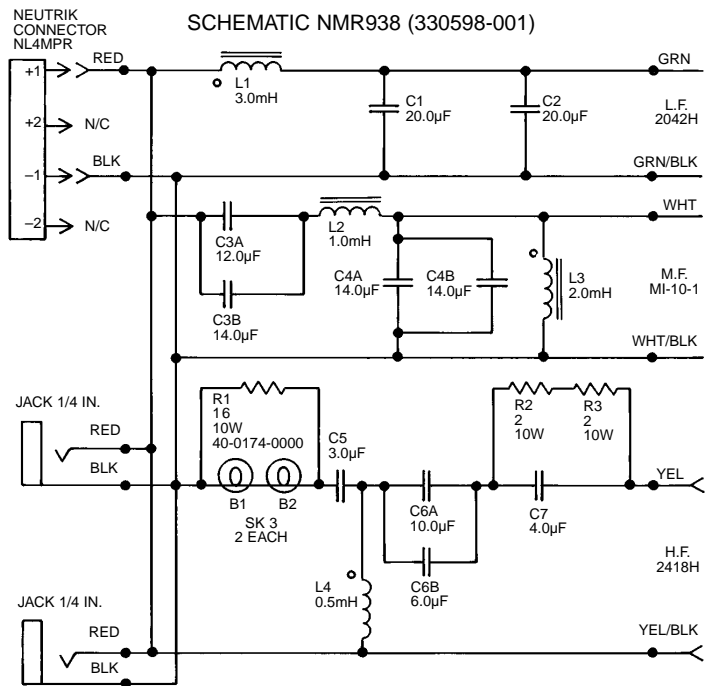 SCHEMATIC NMR938 (330598-001)
NEUTRIK
CONNECTOR
NL4MPR
+1
RED
+2
N/C
–1
BLK
–2
N/C
L1
3.0mH
C1
20.0µF
C2
20.0µF
GRN
L.F.
2042H
GRN/BLK
C3A
12.0µF
C3B
14.0µF
L2
1.0mH
C4A
14.0µF
C4B
14.0µF
L3
2.0mH
WHT
M.F.
MI-10-1
WHT/BLK
JACK 1/4 IN.
RED
BLK
R1
16
10W
40-0174-0000
B1
B2
SK 3
2 EACH
C5
3.0µF
C6A
10.0µF
C6B
6.0µF
R2
2
10W
R3
2
10W
C7
4.0µF
L4
0.5mH
YEL
H.F.
2418H
YEL/BLK
JACK 1/4 IN.
RED
BLK